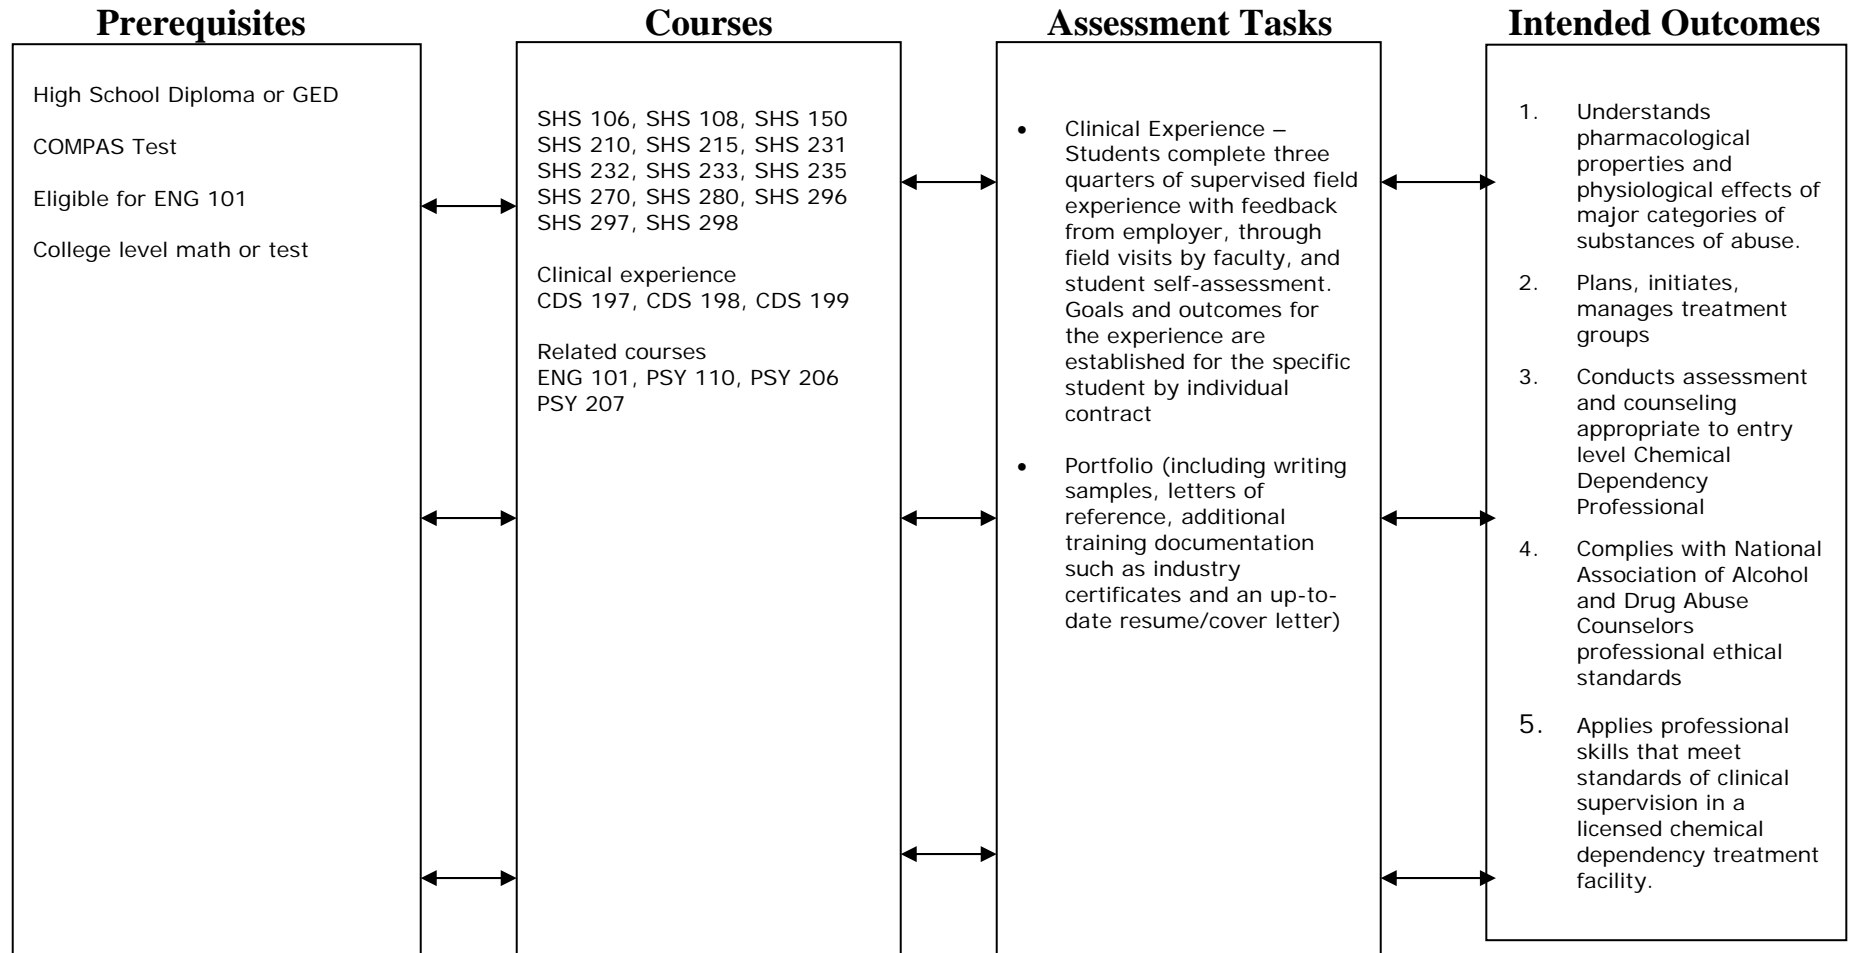 Prerequisites
High School Diploma or GED
COMPAS Test
Eligible for ENG 101
College level math or test
Courses
SHS 106, SHS 108, SHS 150
SHS 210, SHS 215, SHS 231
SHS 232, SHS 233, SHS 235
SHS 270, SHS 280, SHS 296
SHS 297, SHS 298
Clinical experience
CDS 197, CDS 198, CDS 199
Related courses
ENG 101, PSY 110, PSY 206
PSY 207
Assessment Tasks
• Clinical Experience –
Students complete three
quarters of supervised field
experience with feedback
from employer, through
field visits by faculty, and
student self-assessment.
Goals and outcomes for
the experience are
established for the specific
student by individual
contract
• Portfolio (including writing
samples, letters of
reference, additional
training documentation
such as industry
certificates and an up-to-
date resume/cover letter)
Intended Outcomes
1. Understands
pharmacological
properties and
physiological effects of
major categories of
substances of abuse.
2. Plans, initiates,
manages treatment
groups
3. Conducts assessment
and counseling
appropriate to entry
level Chemical
Dependency
Professional
4. Complies with National
Association of Alcohol
and Drug Abuse
Counselors
professional ethical
standards
5. Applies professional
skills that meet
standards of clinical
supervision in a
licensed chemical
dependency treatment
facility.